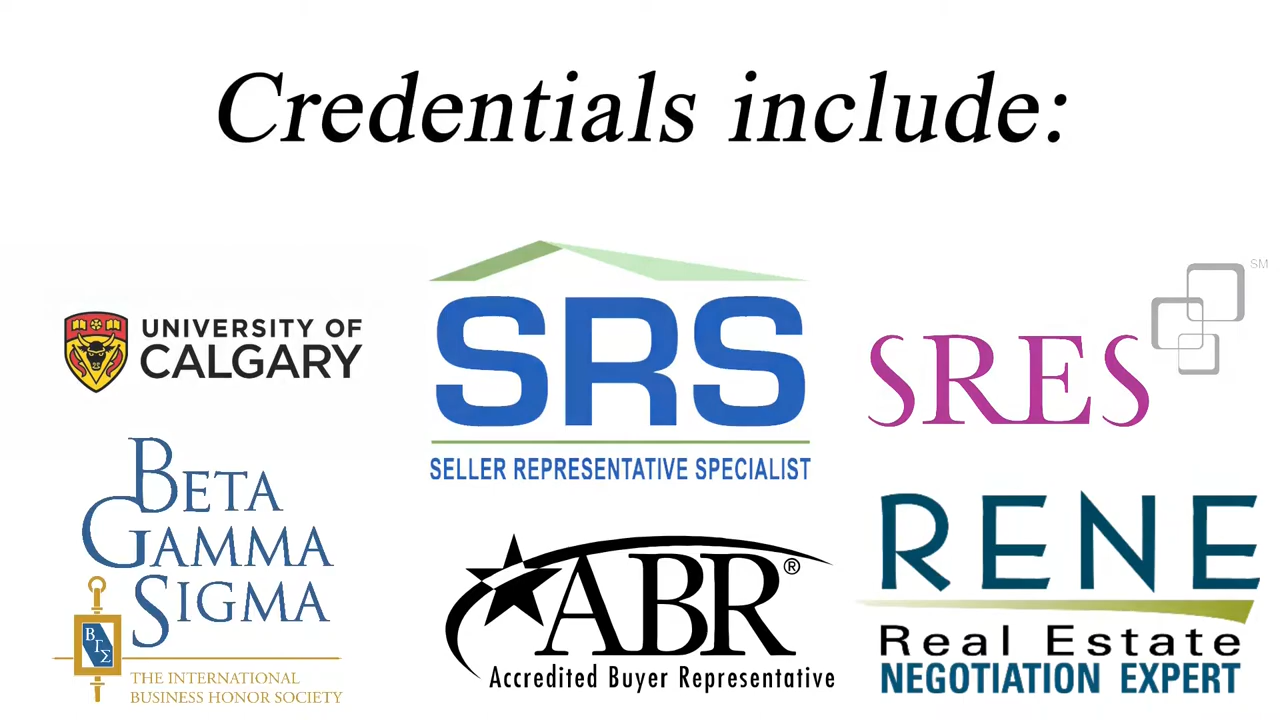 Credentials include:
UNIVERSITY OF
CALGARY
SRS
SELLER REPRESENTATIVE SPECIALIST
SRES
SM
BETA
GAMMA
SIGMA
Β Γ Σ
THE INTERNATIONAL
BUSINESS HONOR SOCIETY
ABR®
Accredited Buyer Representative
RENE
Real Estate
NEGOTIATION EXPERT